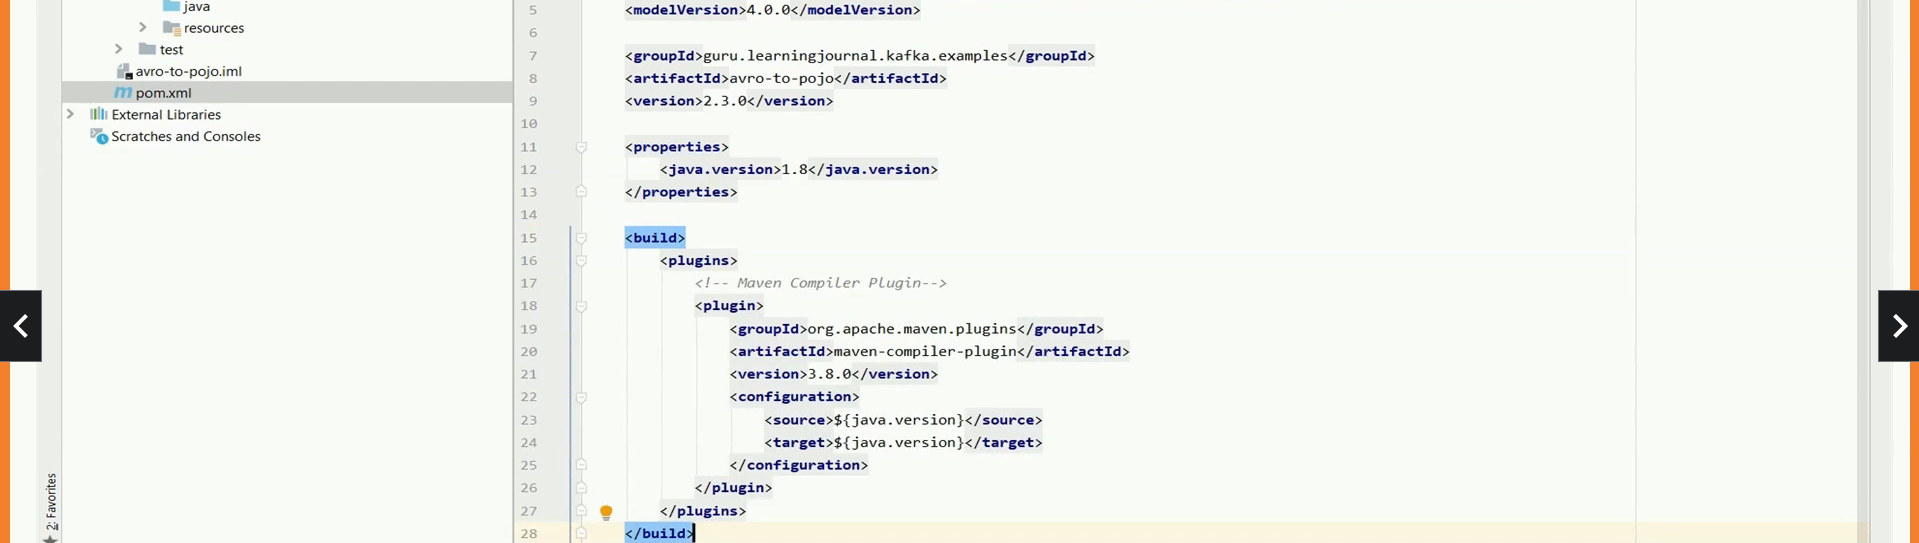 java
resources
test
avro-to-pojo.iml
pom.xml
External Libraries
Scratches and Consoles
2: Favorites
5 <modelVersion>4.0.0</modelVersion>
6
7 <groupId>guru.learningjournal.kafka.examples</groupId>
8 <artifactId>avro-to-pojo</artifactId>
9 <version>2.3.0</version>
10
11 <properties>
12 <java.version>1.8</java.version>
13 </properties>
14
15 <build>
16 <plugins>
17 <!-- Maven Compiler Plugin-->
18 <plugin>
19 <groupId>org.apache.maven.plugins</groupId>
20 <artifactId>maven-compiler-plugin</artifactId>
21 <version>3.8.0</version>
22 <configuration>
23 <source>${java.version}</source>
24 <target>${java.version}</target>
25 </configuration>
26 </plugin>
27 </plugins>
28 </build>